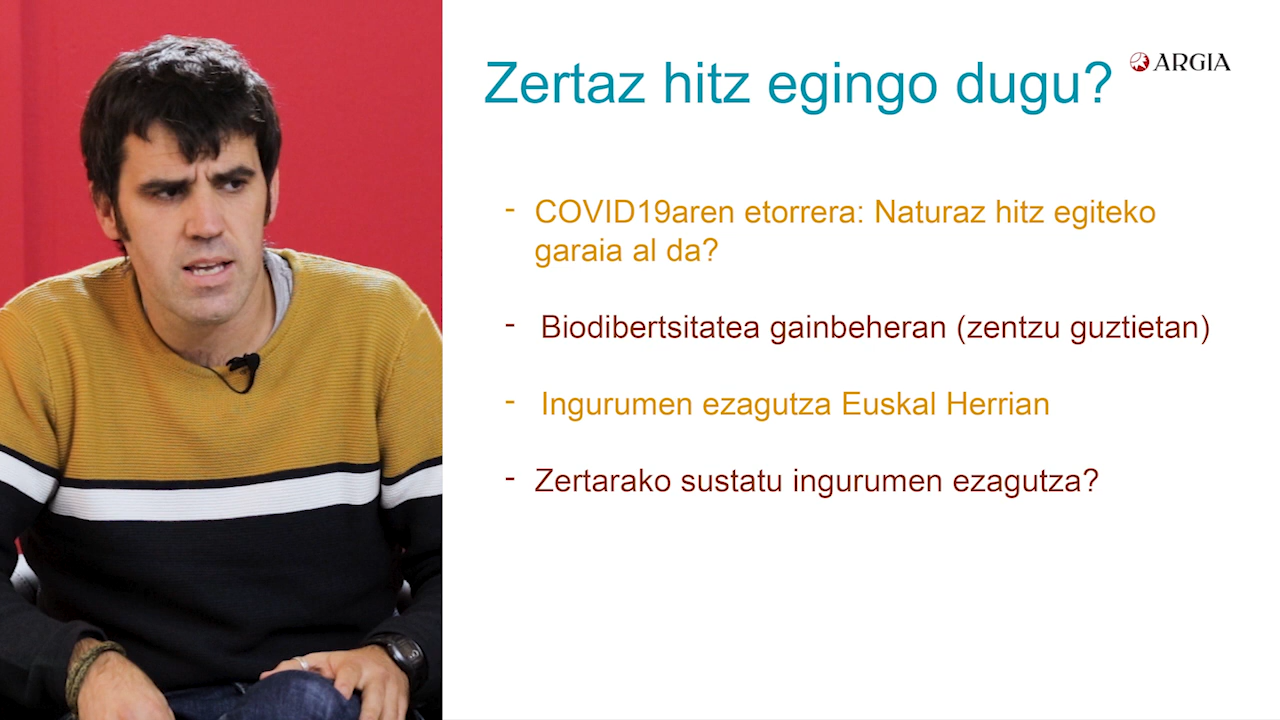 Zertaz hitz egingo dugu?
ARGIA
- COVID19aren etorrera: Naturaz hitz egiteko
garaia al da?
- Biodibertsitatea gainbeheran (zentzu guztietan)
- Ingurumen ezagutza Euskal Herrian
- Zertarako sustatu ingurumen ezagutza?